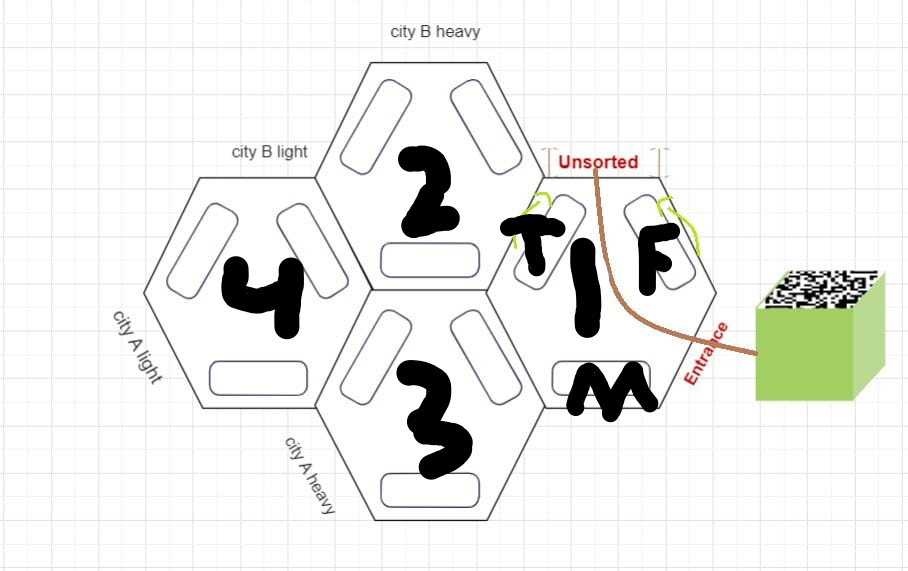 city B heavy
city B light
Unsorted
2
T
1
F
4
city A light
Entrance
3
M
city A heavy